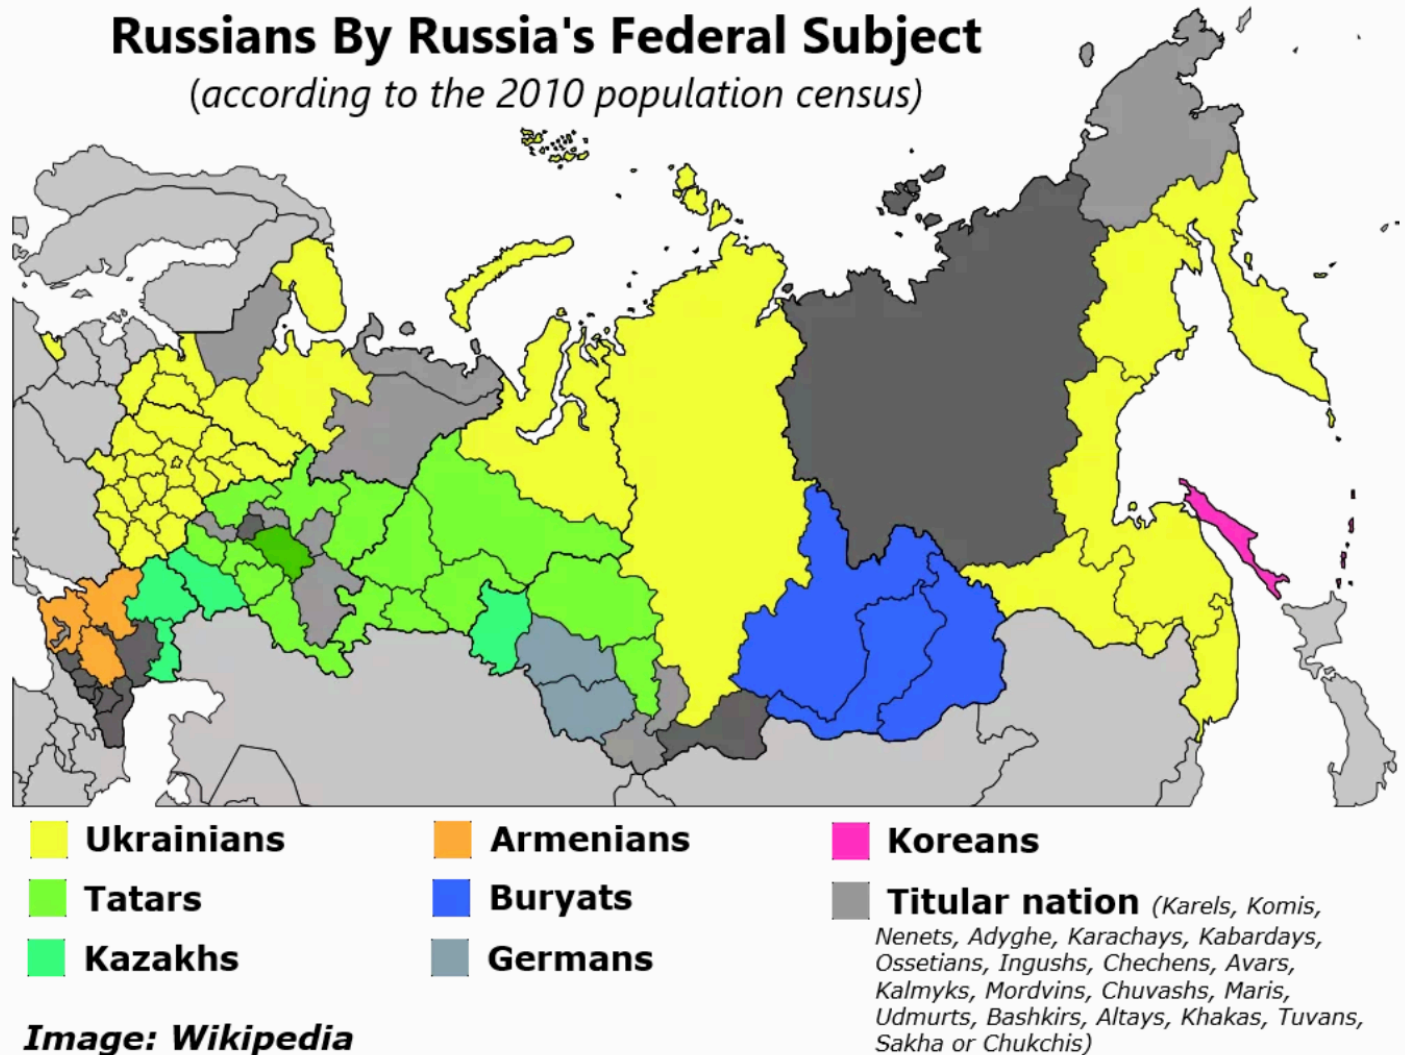 Russians By Russia's Federal Subject
(according to the 2010 population census)
Ukrainians
Armenians
Koreans
Tatars
Buryats
Titular nation (Karels, Komis,
Nenets, Adyghe, Karachays, Kabardays,
Ossetians, Ingushs, Chechens, Avars,
Kalmyks, Mordvins, Chuvashs, Maris,
Udmurts, Bashkirs, Altays, Khakas, Tuvans,
Sakha or Chukchis)
Kazakhs
Germans
Image: Wikipedia